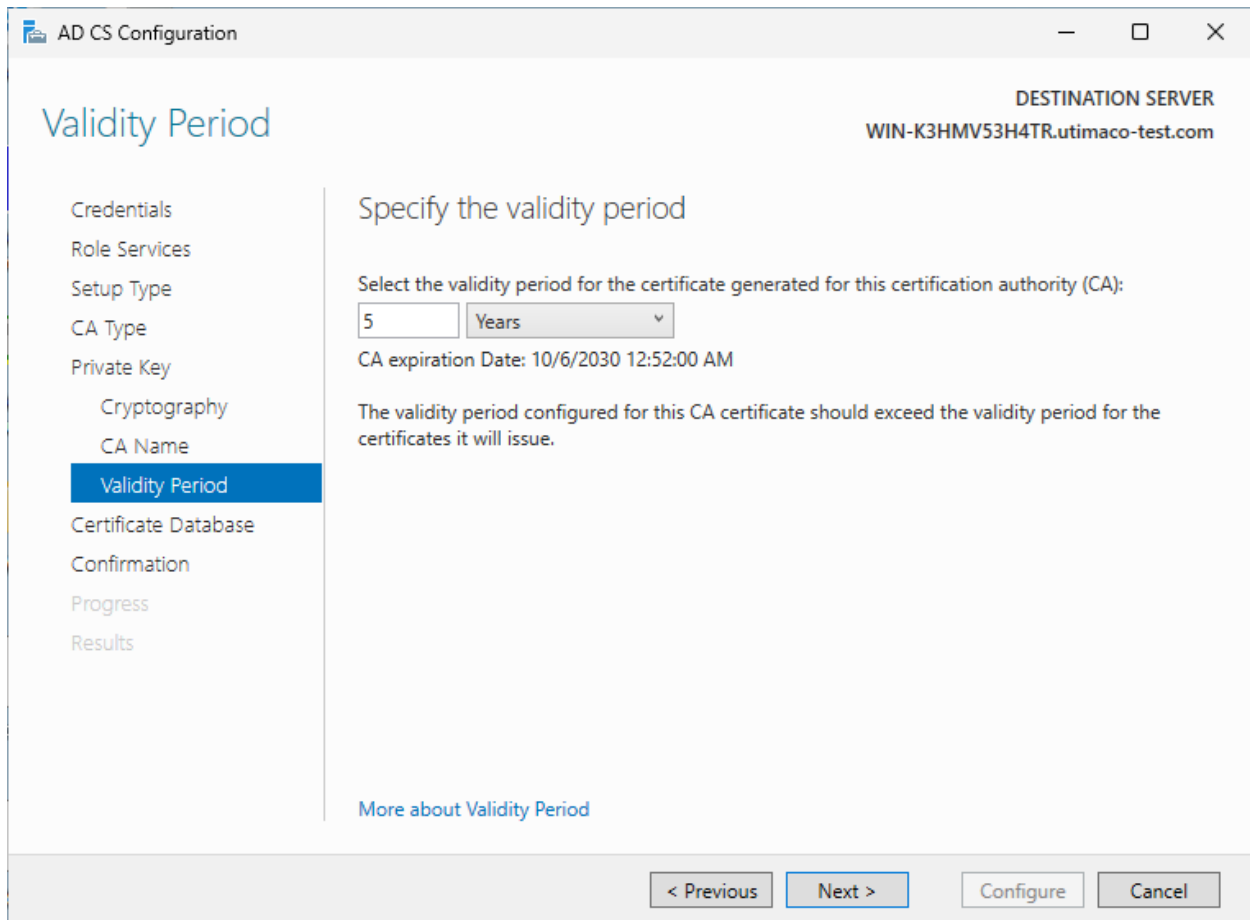 AD CS Configuration
DESTINATION SERVER
WIN-K3HMV53H4TR.utimaco-test.com
Validity Period
Credentials
Role Services
Setup Type
CA Type
Private Key
Cryptography
CA Name
Validity Period
Certificate Database
Confirmation
Progress
Results
Specify the validity period
Select the validity period for the certificate generated for this certification authority (CA):
5 Years
CA expiration Date: 10/6/2030 12:52:00 AM
The validity period configured for this CA certificate should exceed the validity period for the
certificates it will issue.
More about Validity Period
< Previous Next > Configure Cancel